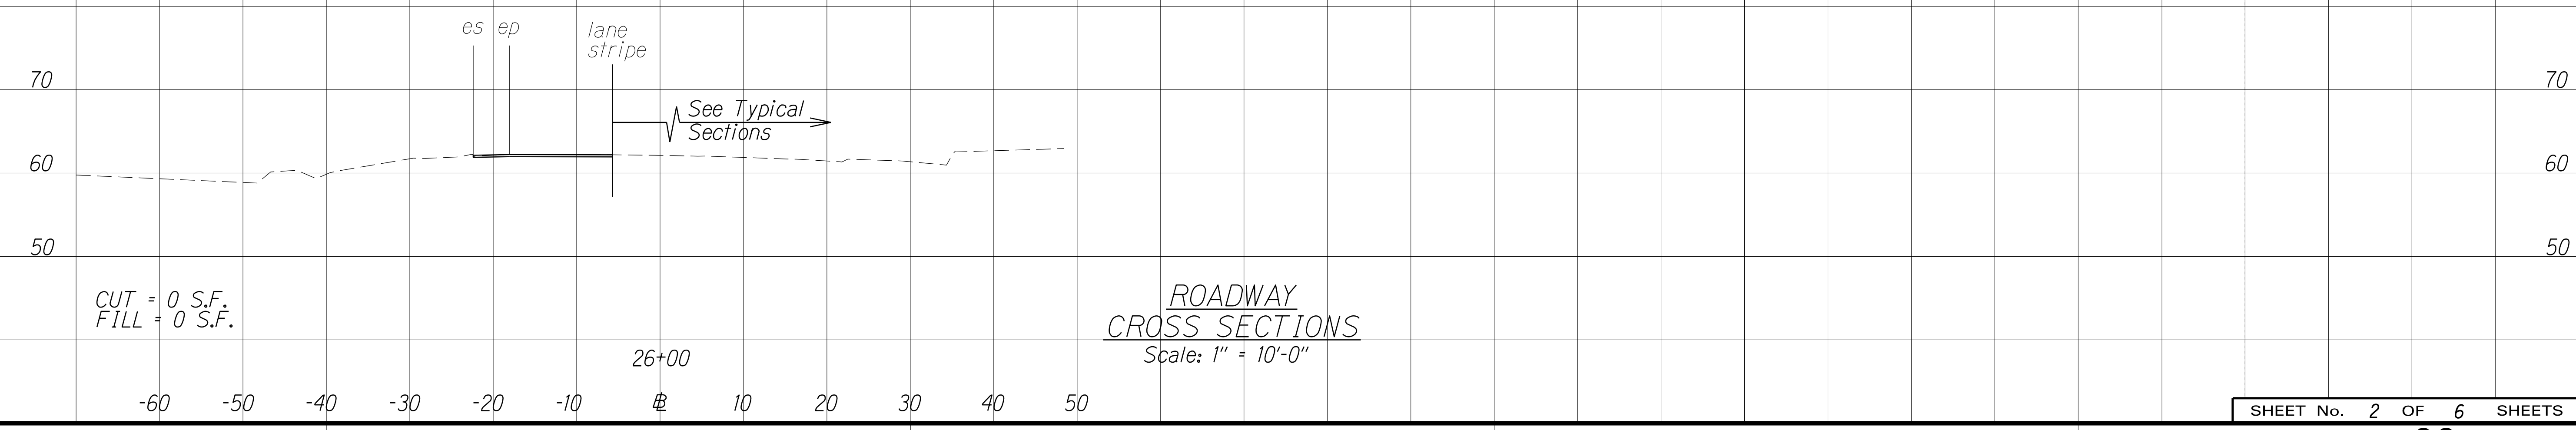 es ep lane
stripe
70 70
See Typical
Sections
60 60
50 50
CUT = 0 S.F.
FILL = 0 S.F.
ROADWAY
CROSS SECTIONS
Scale: 1" = 10'-0"
26+00
-60 -50 -40 -30 -20 -10 10 20 30 40 50
SHEET No. 2 OF 6 SHEETS